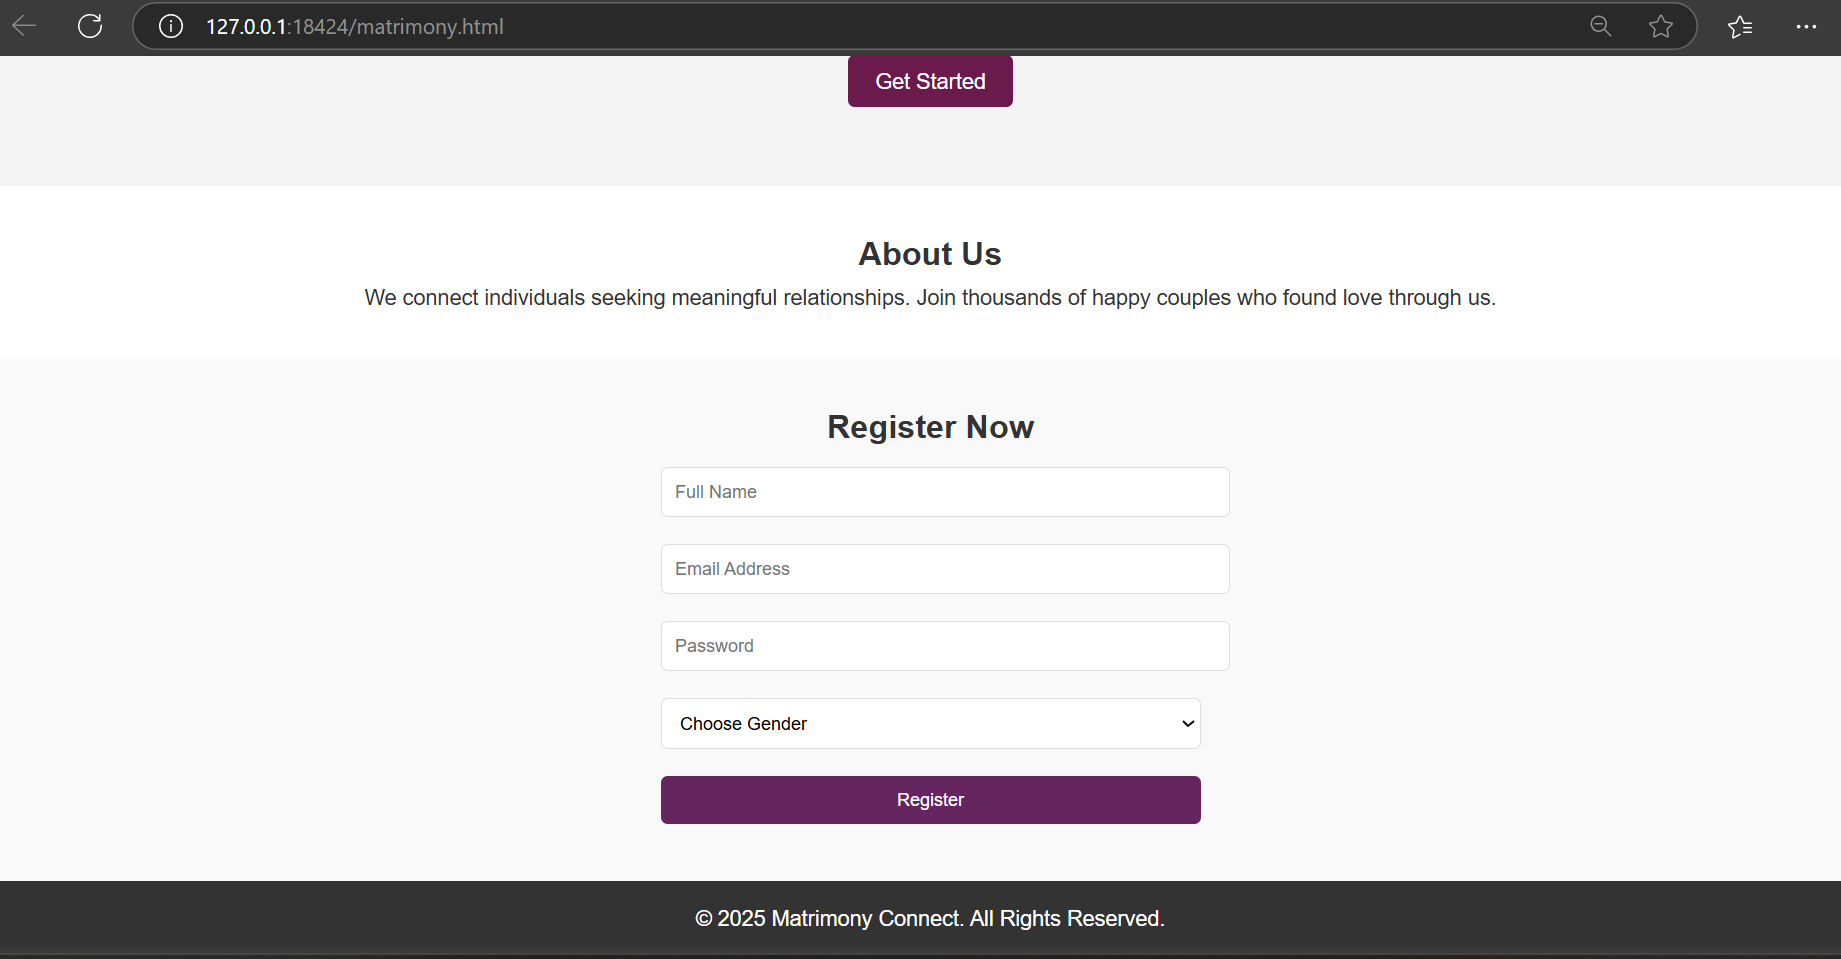 127.0.0.1:18424/matrimony.html
Get Started
About Us
We connect individuals seeking meaningful relationships. Join thousands of happy couples who found love through us.
Register Now
Full Name
Email Address
Password
Choose Gender
Register
© 2025 Matrimony Connect. All Rights Reserved.